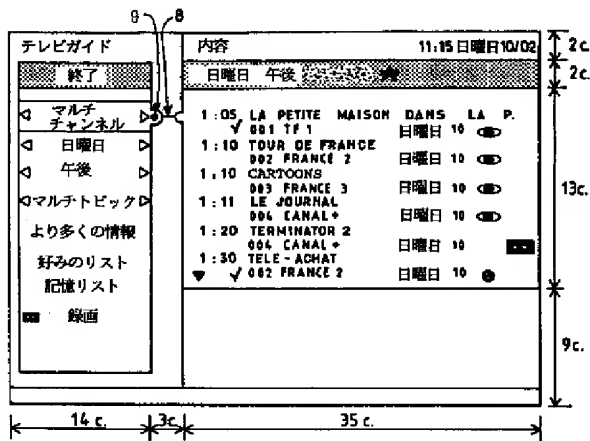 9 8
テレビガイド
内容 11:15 日曜日10/02
終了
日曜日 午後
マルチ
チャンネル
日曜日
午後
マルチトピック
より多くの情報
好みのリスト
記憶リスト
録画
1:05 LA PETITE MAISON DANS LA P.
001 TF1 日曜日 10
1:10 TOUR DE FRANCE
002 FRANCE 2 日曜日 10
1:10 CARTOONS
003 FRANCE 3 日曜日 10
1:11 LE JOURNAL
004 CANAL+ 日曜日 10
1:20 TERMINATOR 2
004 CANAL+ 日曜日 10
1:30 TELE-ACHAT
002 FRANCE 2 日曜日 10
2c.
2c.
13c.
9c.
14 c. 3c. 35 c.